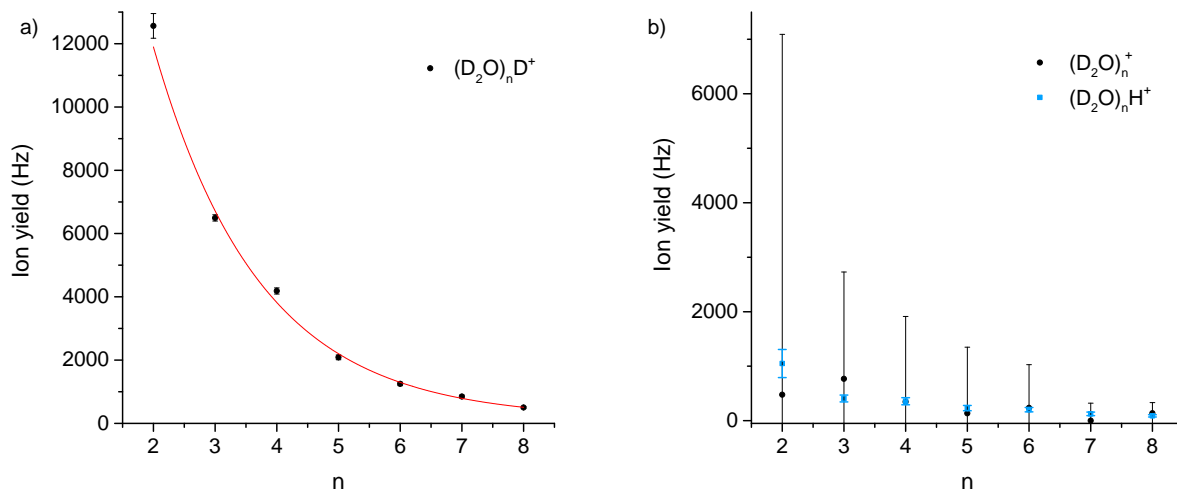 a)
(D₂O)ₙD⁺
Ion yield (Hz)
12000
10000
8000
6000
4000
2000
0
2 3 4 5 6 7 8
n
b)
(D₂O)ₙ⁺
(D₂O)ₙH⁺
Ion yield (Hz)
6000
4000
2000
0
2 3 4 5 6 7 8
n